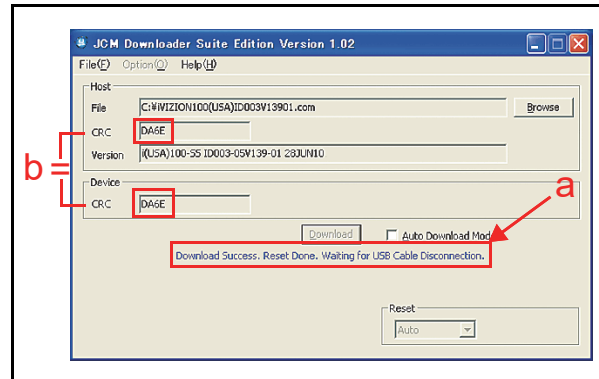 JCM Downloader Suite Edition Version 1.02
File(F) Option(O) Help(H)
Host
File C:¥iVIZION100(USA)ID003V13901.com Browse
CRC DA6E
Version i(USA)100-SS ID003-05V139-01 28JUN10
b =
Device
CRC DA6E
a
Download Auto Download Mod
Download Success. Reset Done. Waiting for USB Cable Disconnection.
Reset
Auto